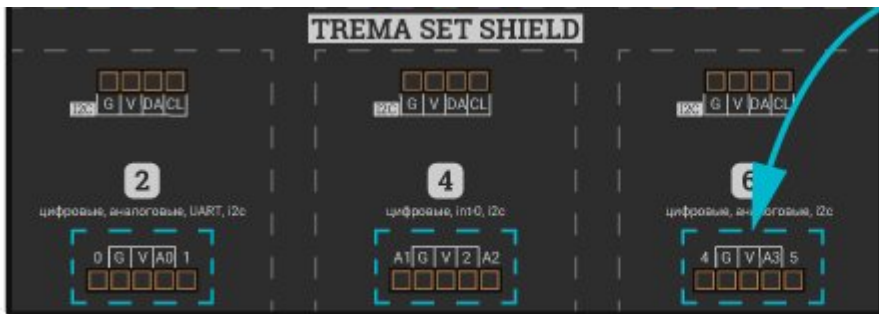 TREMA SET SHIELD
I2C G V DA CL
I2C G V DA CL
I2C G V DA CL
2
4
6
цифровые, аналоговые, UART, i2c
цифровые, int-0, i2c
цифровые, аналоговые, i2c
0 G V A0 1
A1 G V 2 A2
4 G V A3 5